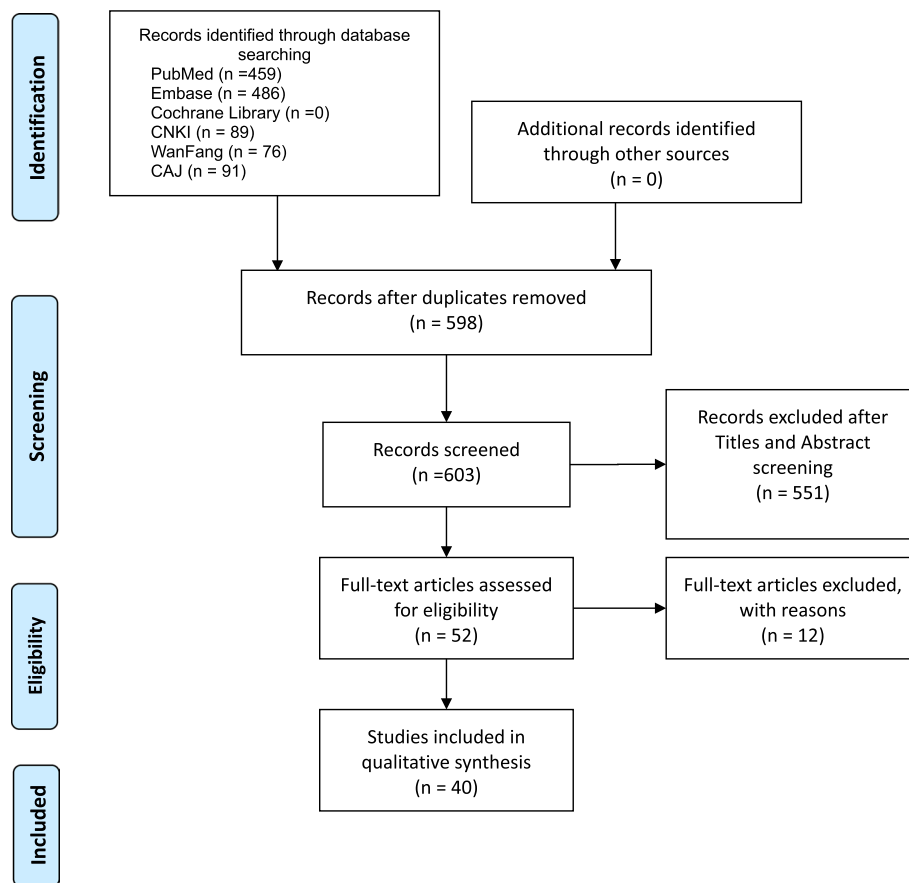 Identification
Records identified through database
searching
PubMed (n =459)
Embase (n = 486)
Cochrane Library (n =0)
CNKI (n = 89)
WanFang (n = 76)
CAJ (n = 91)
Additional records identified
through other sources
(n = 0)
Records after duplicates removed
(n = 598)
Screening
Records screened
(n =603)
Records excluded after
Titles and Abstract
screening
(n = 551)
Eligibility
Full-text articles assessed
for eligibility
(n = 52)
Full-text articles excluded,
with reasons
(n = 12)
Studies included in
qualitative synthesis
(n = 40)
Included